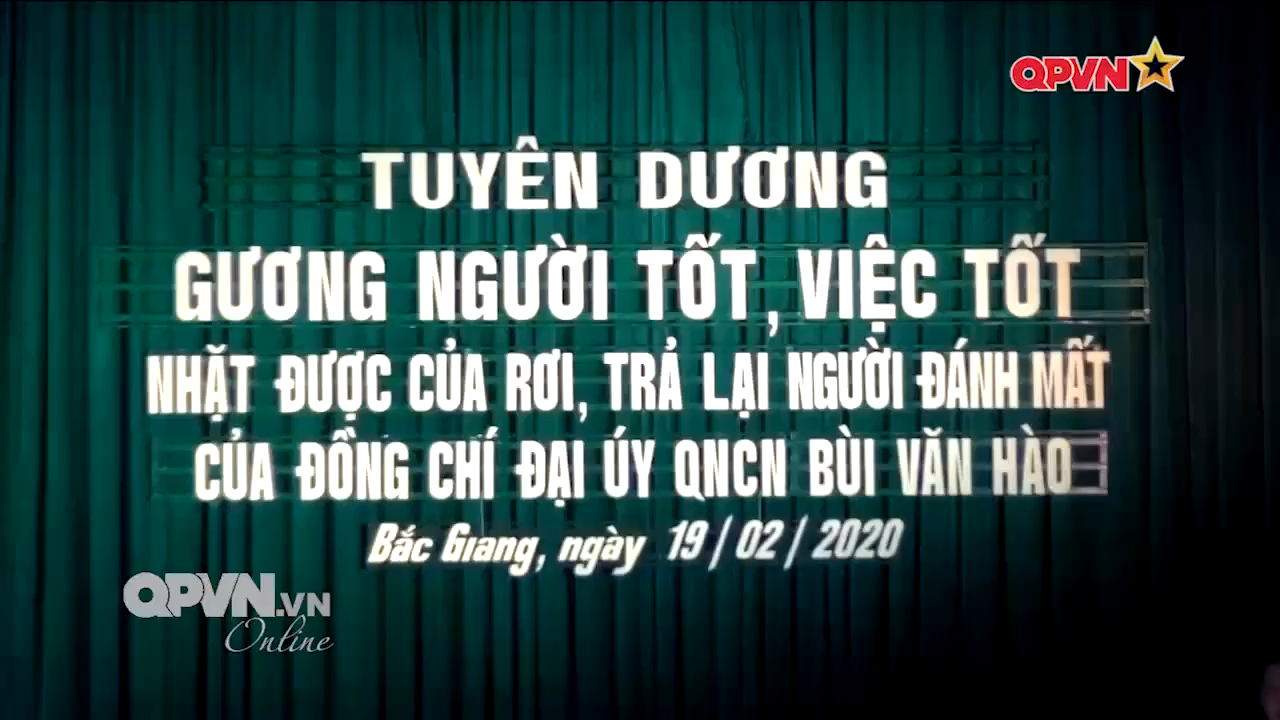 QPVN
TUYÊN DƯƠNG
GƯƠNG NGƯỜI TỐT, VIỆC TỐT
NHẶT ĐƯỢC CỦA RƠI, TRẢ LẠI NGƯỜI ĐÁNH MẤT
CỦA ĐỒNG CHÍ ĐẠI ÚY QNCN BÙI VĂN HÀO
Bắc Giang, ngày 19/02/2020
QPVN.VN
Online